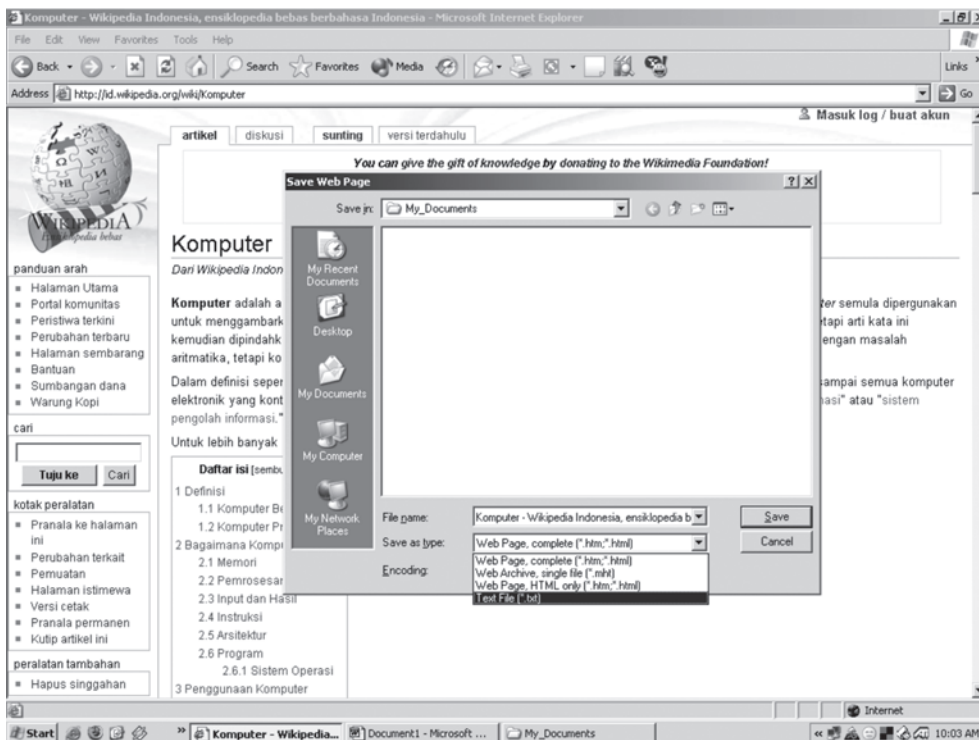 Komputer - Wikipedia Indonesia, ensiklopedia bebas berbahasa Indonesia - Microsoft Internet Explorer
File Edit View Favorites Tools Help
Back Search Favorites Media Links
Address http://id.wikipedia.org/wiki/Komputer Go
Masuk log / buat akun
artikel diskusi sunting versi terdahulu
You can give the gift of knowledge by donating to the Wikimedia Foundation!
WIKIPEDIA
Ensiklopedia bebas
panduan arah
Halaman Utama
Portal komunitas
Peristiwa terkini
Perubahan terbaru
Halaman sembarang
Bantuan
Sumbangan dana
Warung Kopi
cari
Tuju ke Cari
kotak peralatan
Pranala ke halaman
ini
Perubahan terkait
Pemuatan
Halaman istimewa
Versi cetak
Pranala permanen
Kutip artikel ini
peralatan tambahan
Hapus singgahan
Komputer
Dari Wikipedia Indon
Komputer adalah a
untuk menggambark
kemudian dipindahk
aritmatika, tetapi ko
Dalam definisi seper
elektronik yang kont
pengolah informasi."
Untuk lebih banyak
ter semula dipergunakan
etapi arti kata ini
engan masalah
sampai semua komputer
nasi" atau "sistem
Daftar isi [sembu
1 Definisi
1.1 Komputer Be
1.2 Komputer Pr
2 Bagaimana Kompu
2.1 Memori
2.2 Pemrosesan
2.3 Input dan Hasil
2.4 Instruksi
2.5 Arsitektur
2.6 Program
2.6.1 Sistem Operasi
3 Penggunaan Komputer
Save Web Page
Save in: My_Documents
My Recent
Documents
Desktop
My Documents
My Computer
My Network
Places
File name: Komputer - Wikipedia Indonesia, ensiklopedia b Save
Save as type: Web Page, complete (*.htm;*.html) Cancel
Encoding:
Web Page, complete (*.htm;*.html)
Web Archive, single file (*.mht)
Web Page, HTML only (*.htm;*.html)
Text File (*.txt)
Internet
Start Komputer - Wikipedia... Document1 - Microsoft ... My_Documents 10:03 AM